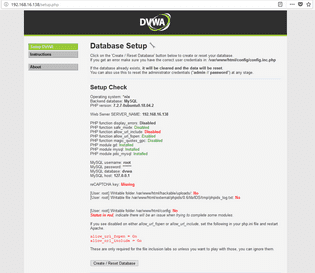 192.168.16.138/setup.php
DVWA
Setup DVWA
Instructions
About
Database Setup
Click on the 'Create / Reset Database' button below to create or reset your database.
If you get an error make sure you have the correct user credentials in: /var/www/html/config/config.inc.php
If the database already exists, it will be cleared and the data will be reset.
You can also use this to reset the administrator credentials ("admin // password") at any stage.
Setup Check
Operating system: *nix
Backend database: MySQL
PHP version: 7.2.7-0ubuntu0.18.04.2
Web Server SERVER_NAME: 192.168.16.138
PHP function display_errors: Disabled
PHP function safe_mode: Disabled
PHP function allow_url_include: Disabled
PHP function allow_url_fopen: Enabled
PHP function magic_quotes_gpc: Disabled
PHP module gd: Installed
PHP module mysql: Installed
PHP module pdo_mysql: Installed
MySQL username: root
MySQL password: ******
MySQL database: dvwa
MySQL host: 127.0.0.1
reCAPTCHA key: Missing
[User: root] Writable folder /var/www/html/hackable/uploads/: No
[User: root] Writable file /var/www/html/external/phpids/0.6/lib/IDS/tmp/phpids_log.txt: No
[User: root] Writable folder /var/www/html/config: No
Status in red, indicate there will be an issue when trying to complete some modules.
If you see disabled on either allow_url_fopen or allow_url_include, set the following in your php.ini file and restart Apache.
allow_url_fopen = On
allow_url_include = On
These are only required for the file inclusion labs so unless you want to play with those, you can ignore them.
Create / Reset Database